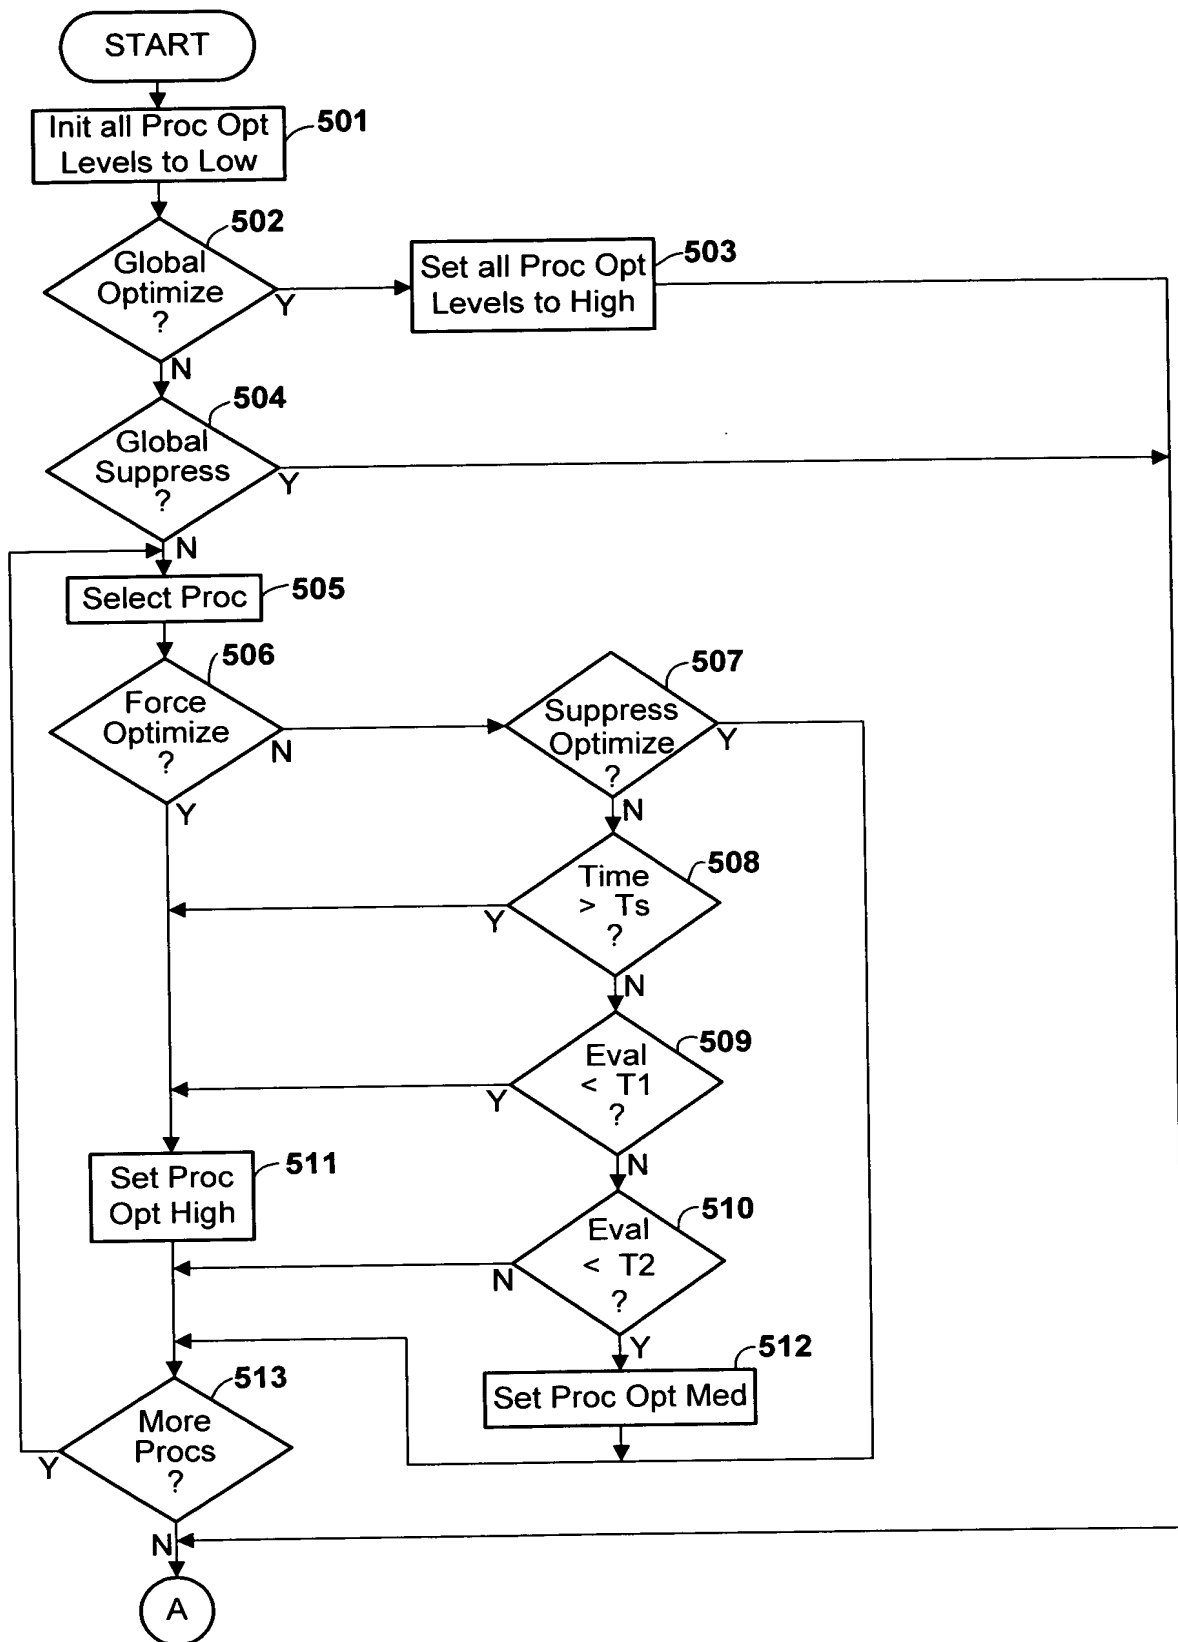 START
Init all Proc Opt
Levels to Low
501
502
Global
Optimize
?
Y
N
Set all Proc Opt
Levels to High
503
504
Global
Suppress
?
Y
N
Select Proc
505
506
Force
Optimize
?
N
Y
507
Suppress
Optimize
?
Y
N
508
Time
> Ts
?
Y
N
509
Eval
< T1
?
Y
N
Set Proc
Opt High
511
510
Eval
< T2
?
N
Y
512
Set Proc Opt Med
513
More
Procs
?
Y
N
A